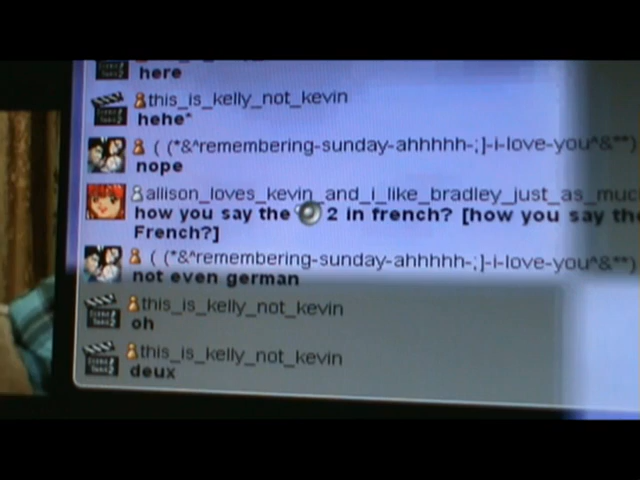 here
this_is_kelly_not_kevin
hehe*
( (*&^remembering-sunday-ahhhhh-;]-i-love-you^&**)
nope
allison_loves_kevin_and_i_like_bradley_just_as_muc
how you say the 2 in french? [how you say the
French?]
( (*&^remembering-sunday-ahhhhh-;]-i-love-you^&**)
not even german
this_is_kelly_not_kevin
oh
this_is_kelly_not_kevin
deux